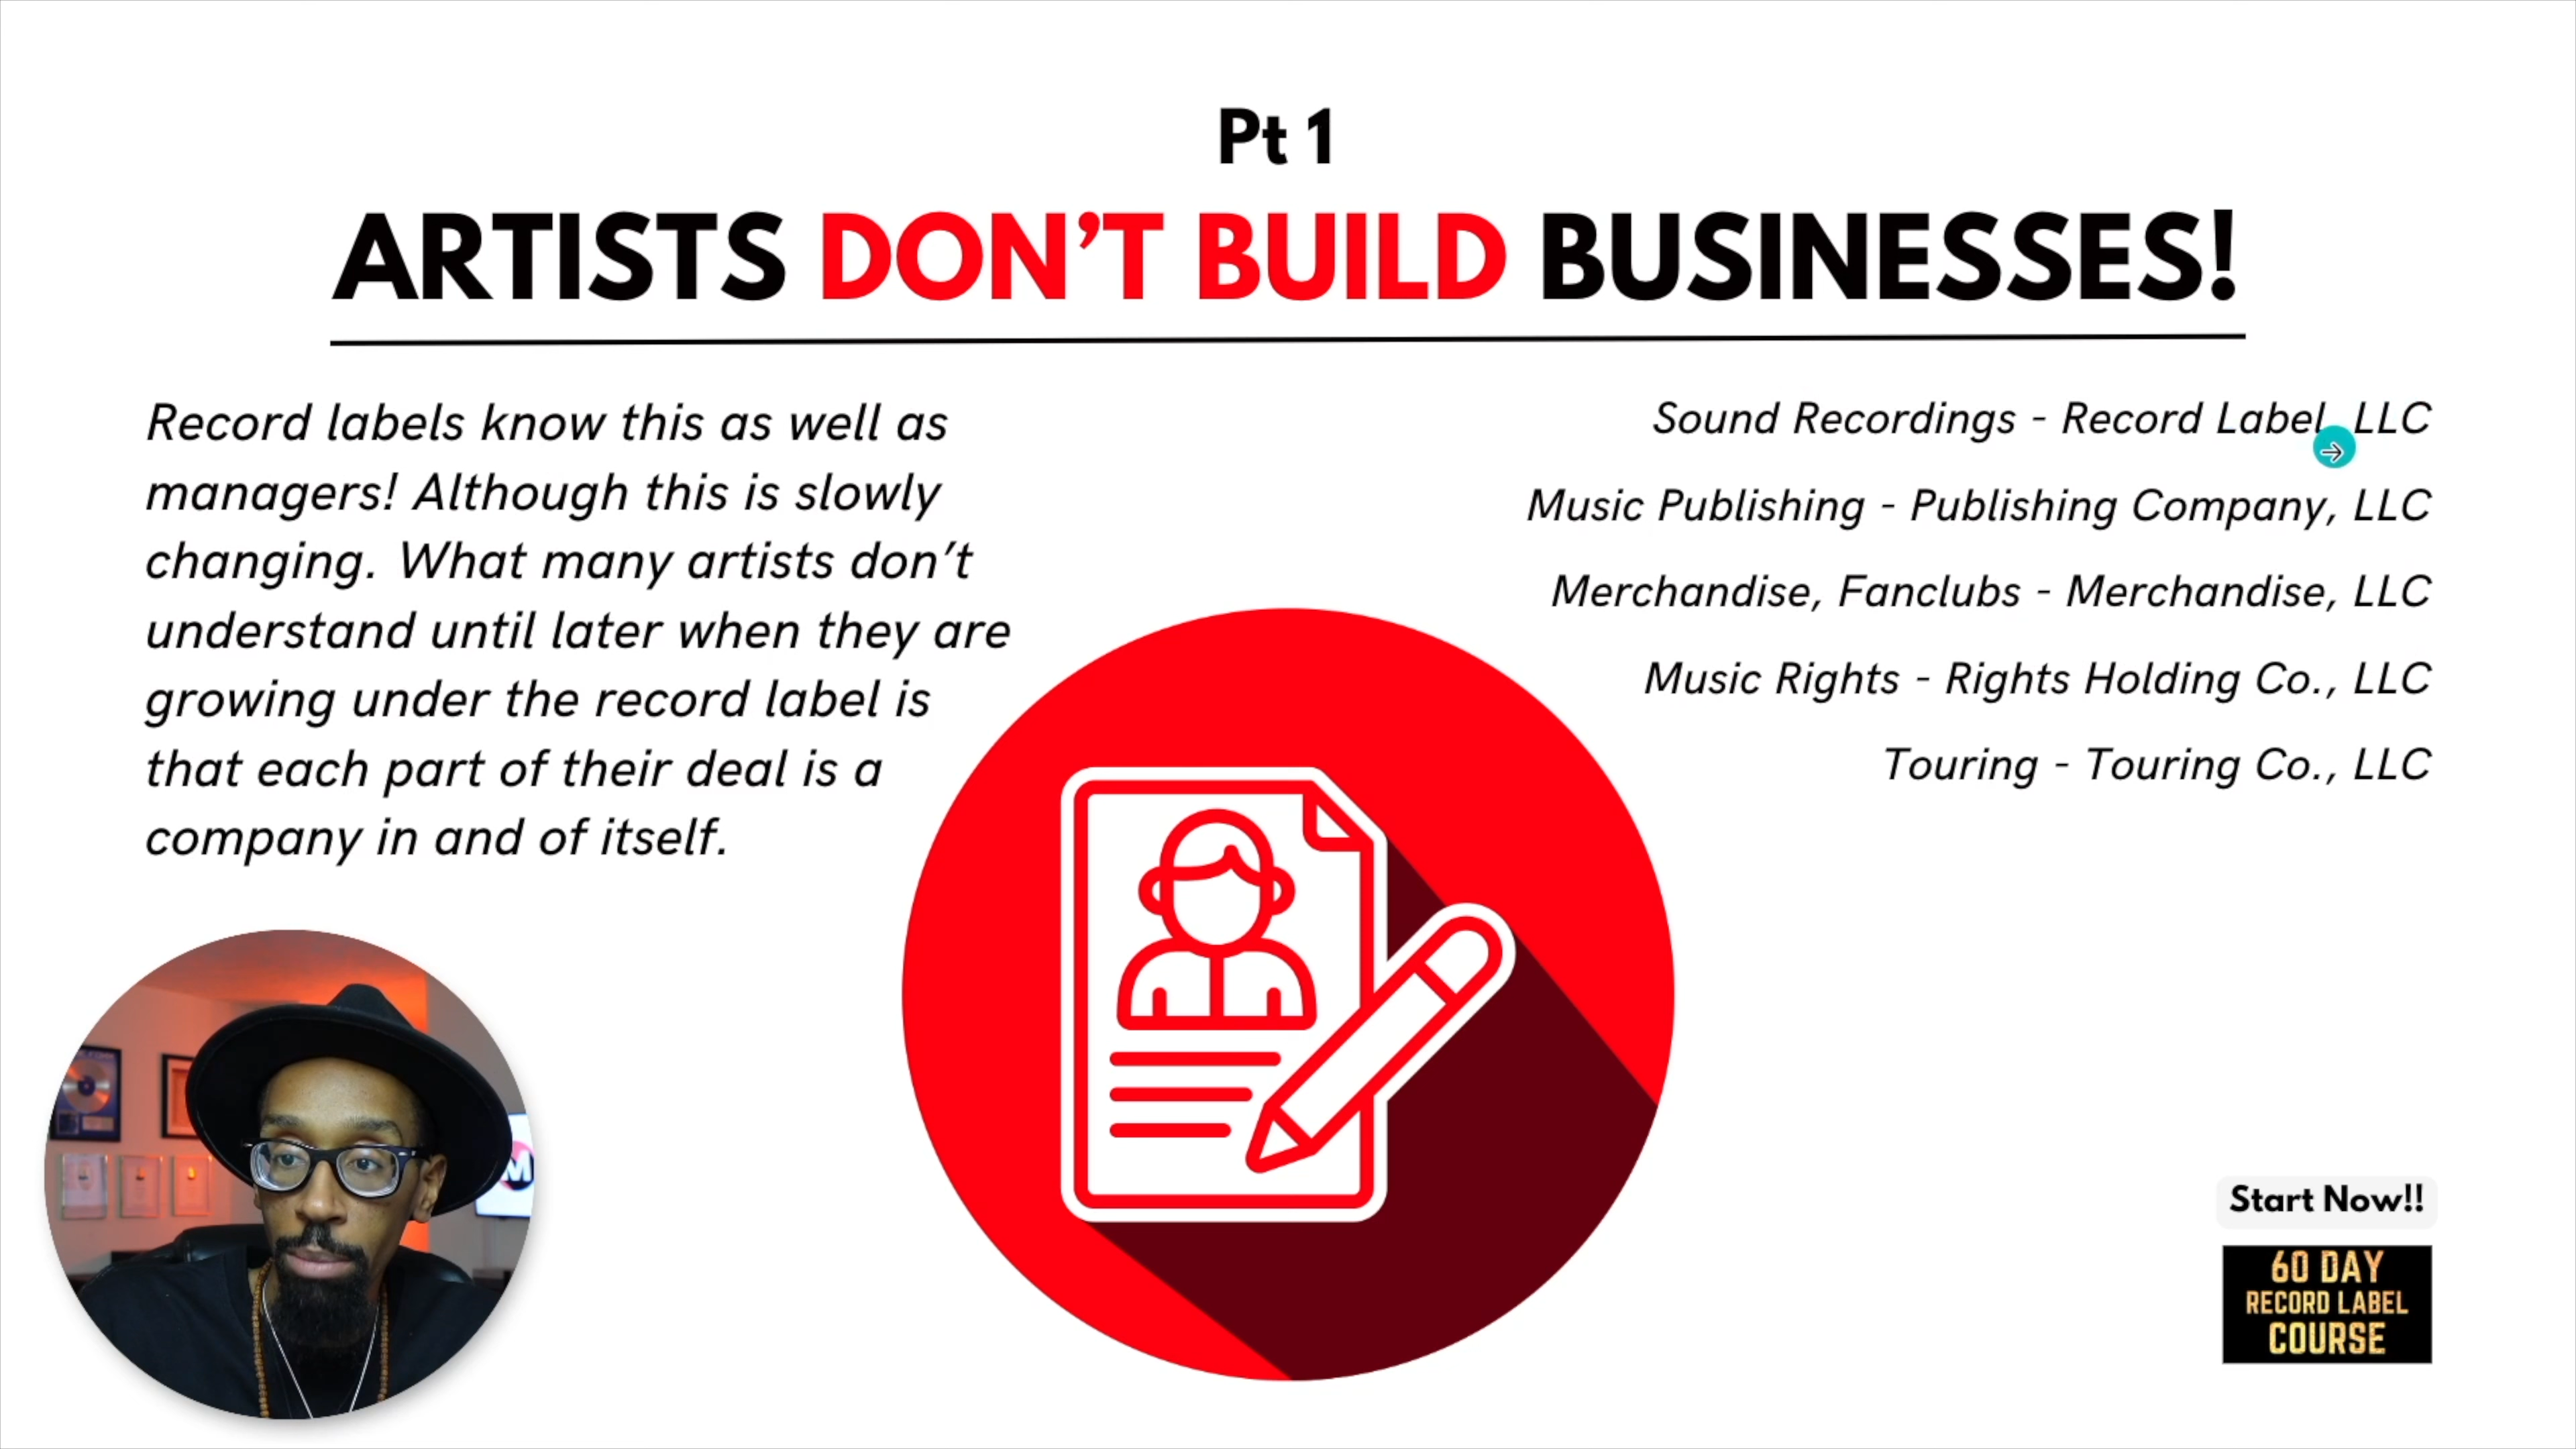 Pt 1
ARTISTS DON’T BUILD BUSINESSES!
Record labels know this as well as
managers! Although this is slowly
changing. What many artists don’t
understand until later when they are
growing under the record label is
that each part of their deal is a
company in and of itself.
Sound Recordings - Record Label, LLC
Music Publishing - Publishing Company, LLC
Merchandise, Fanclubs - Merchandise, LLC
Music Rights - Rights Holding Co., LLC
Touring - Touring Co., LLC
M
Start Now!!
60 DAY
RECORD LABEL
COURSE